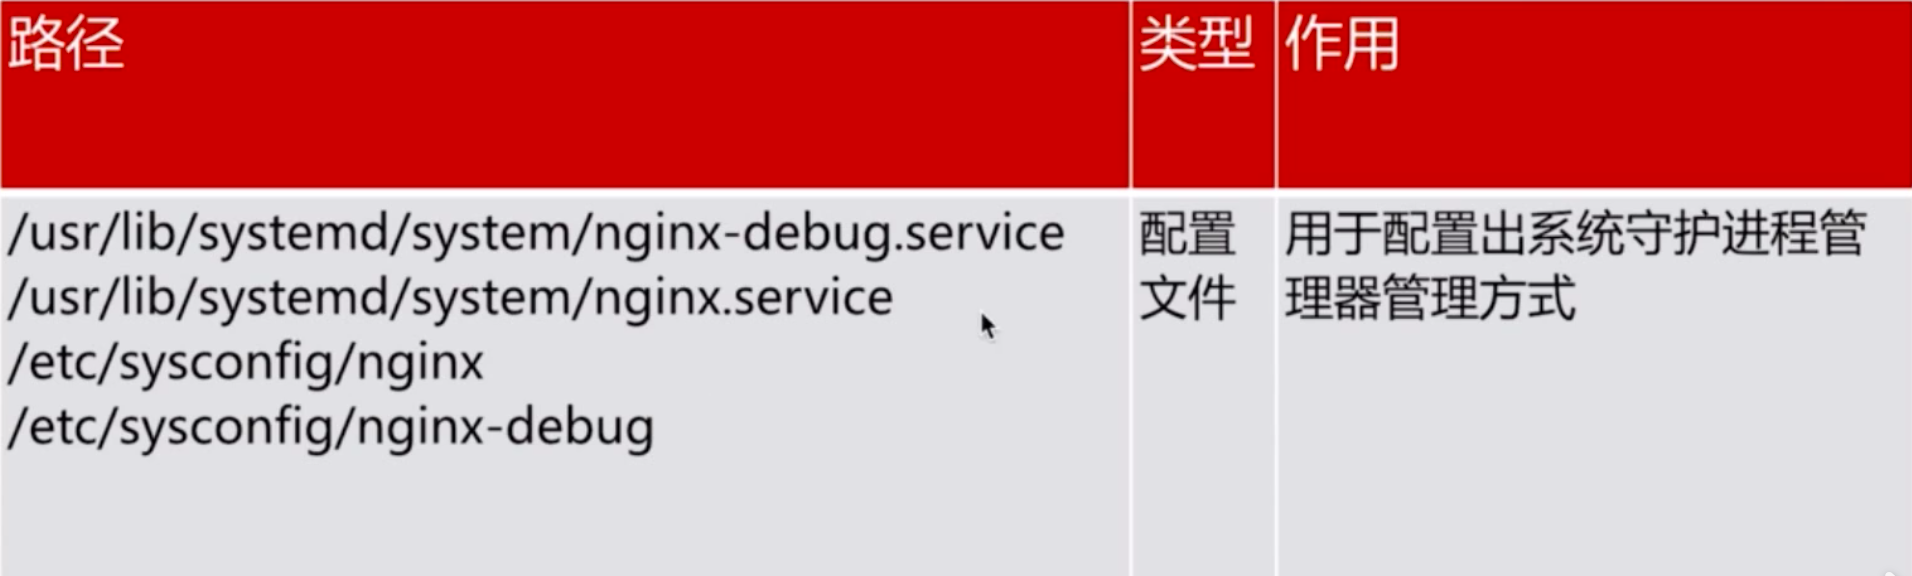 路径 类型 作用
/usr/lib/systemd/system/nginx-debug.service 配置 用于配置出系统守护进程管
/usr/lib/systemd/system/nginx.service 文件 理器管理方式
/etc/sysconfig/nginx
/etc/sysconfig/nginx-debug